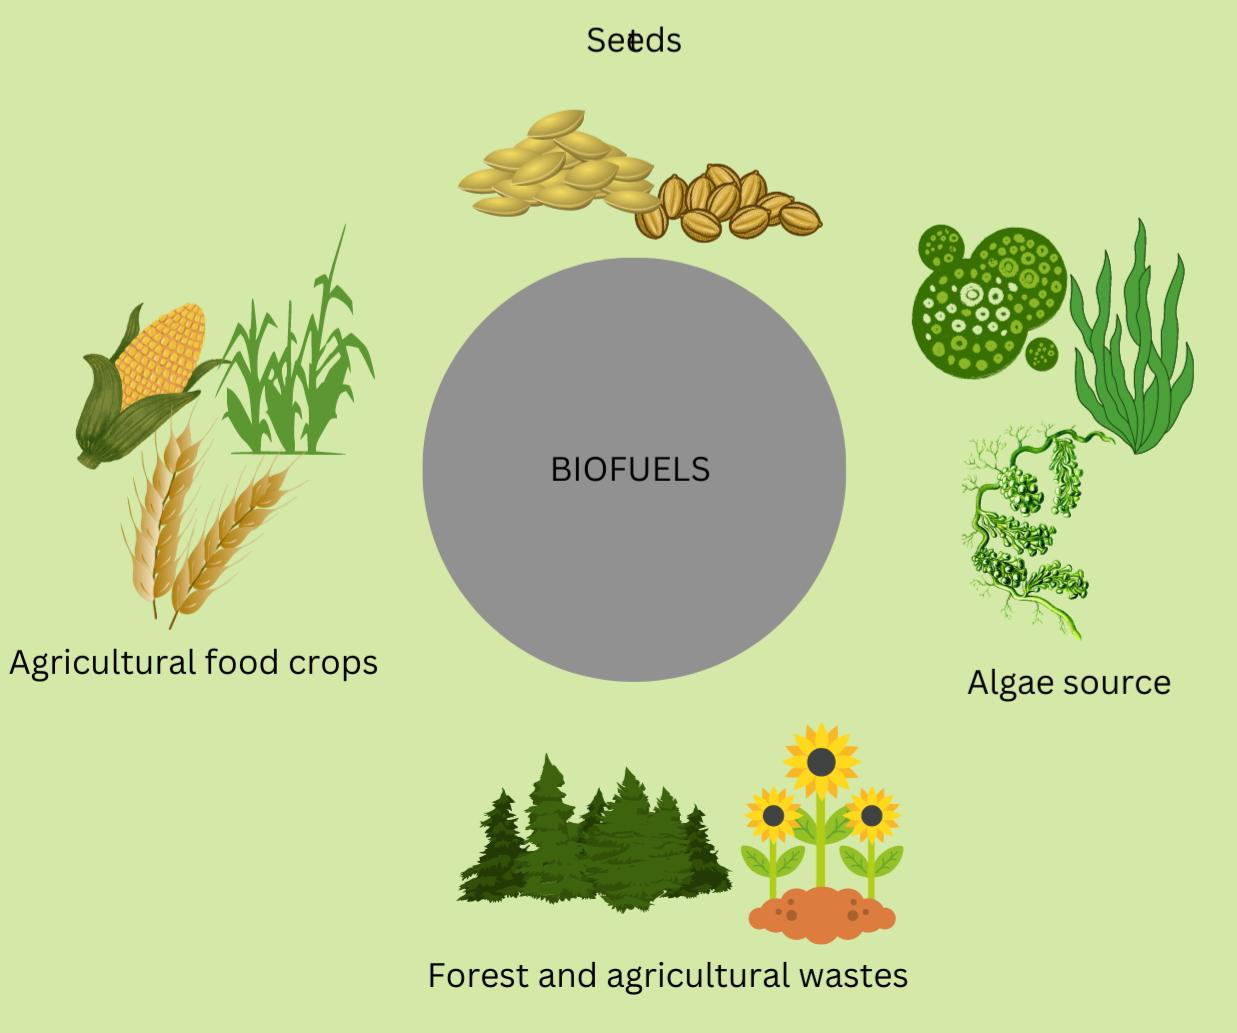 Seeds
BIOFUELS
Agricultural food crops
Algae source
Forest and agricultural wastes